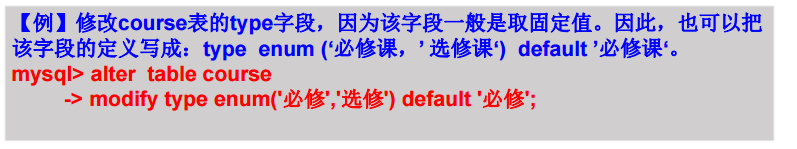 【例】修改course表的type字段，因为该字段一般是取固定值。因此，也可以把
该字段的定义写成：type enum (‘必修课，’ 选修课‘) default ’必修课‘。
mysql> alter table course
-> modify type enum('必修','选修') default '必修';